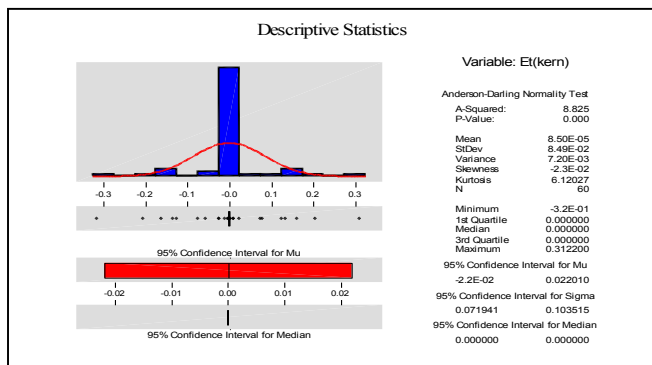 Descriptive Statistics
Variable: Et(kern)
Anderson-Darling Normality Test
A-Squared: 8.825
P-Value: 0.000
Mean 8.50E-05
StDev 8.49E-02
Variance 7.20E-03
Skewness -2.3E-02
Kurtosis 6.12027
N 60
Minimum -3.2E-01
1st Quartile 0.000000
Median 0.000000
3rd Quartile 0.000000
Maximum 0.312200
95% Confidence Interval for Mu
-2.2E-02 0.022010
95% Confidence Interval for Sigma
0.071941 0.103515
95% Confidence Interval for Median
0.000000 0.000000
-0.3 -0.2 -0.1 -0.0 0.1 0.2 0.3
95% Confidence Interval for Mu
-0.02 -0.01 0.00 0.01 0.02
95% Confidence Interval for Median